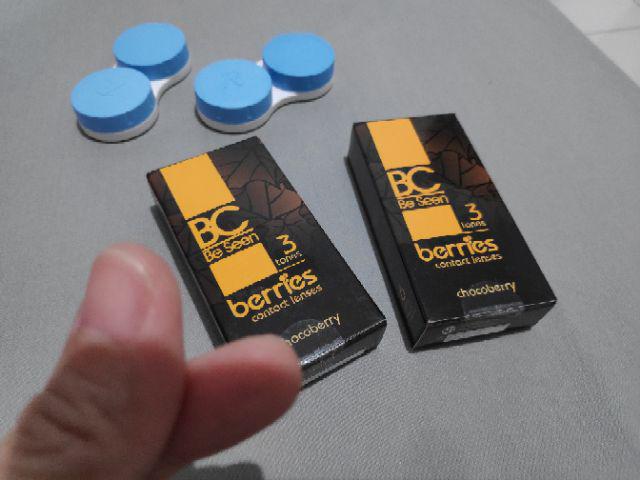 BC
Be Seen
3
tones
berries
contact lenses
chocoberry
BC
Be Seen
3
tones
berries
contact lenses
chocoberry
R